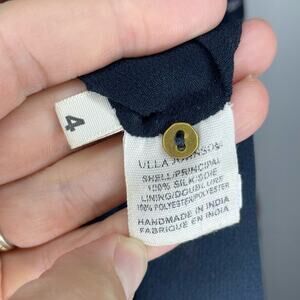 4
ULLA JOHNSON
SHELL/PRINCIPAL
100% SILK/SOIE
LINING/DOUBLURE
100% POLYESTER/POLYESTER
HANDMADE IN INDIA
FABRIQUE EN INDIA